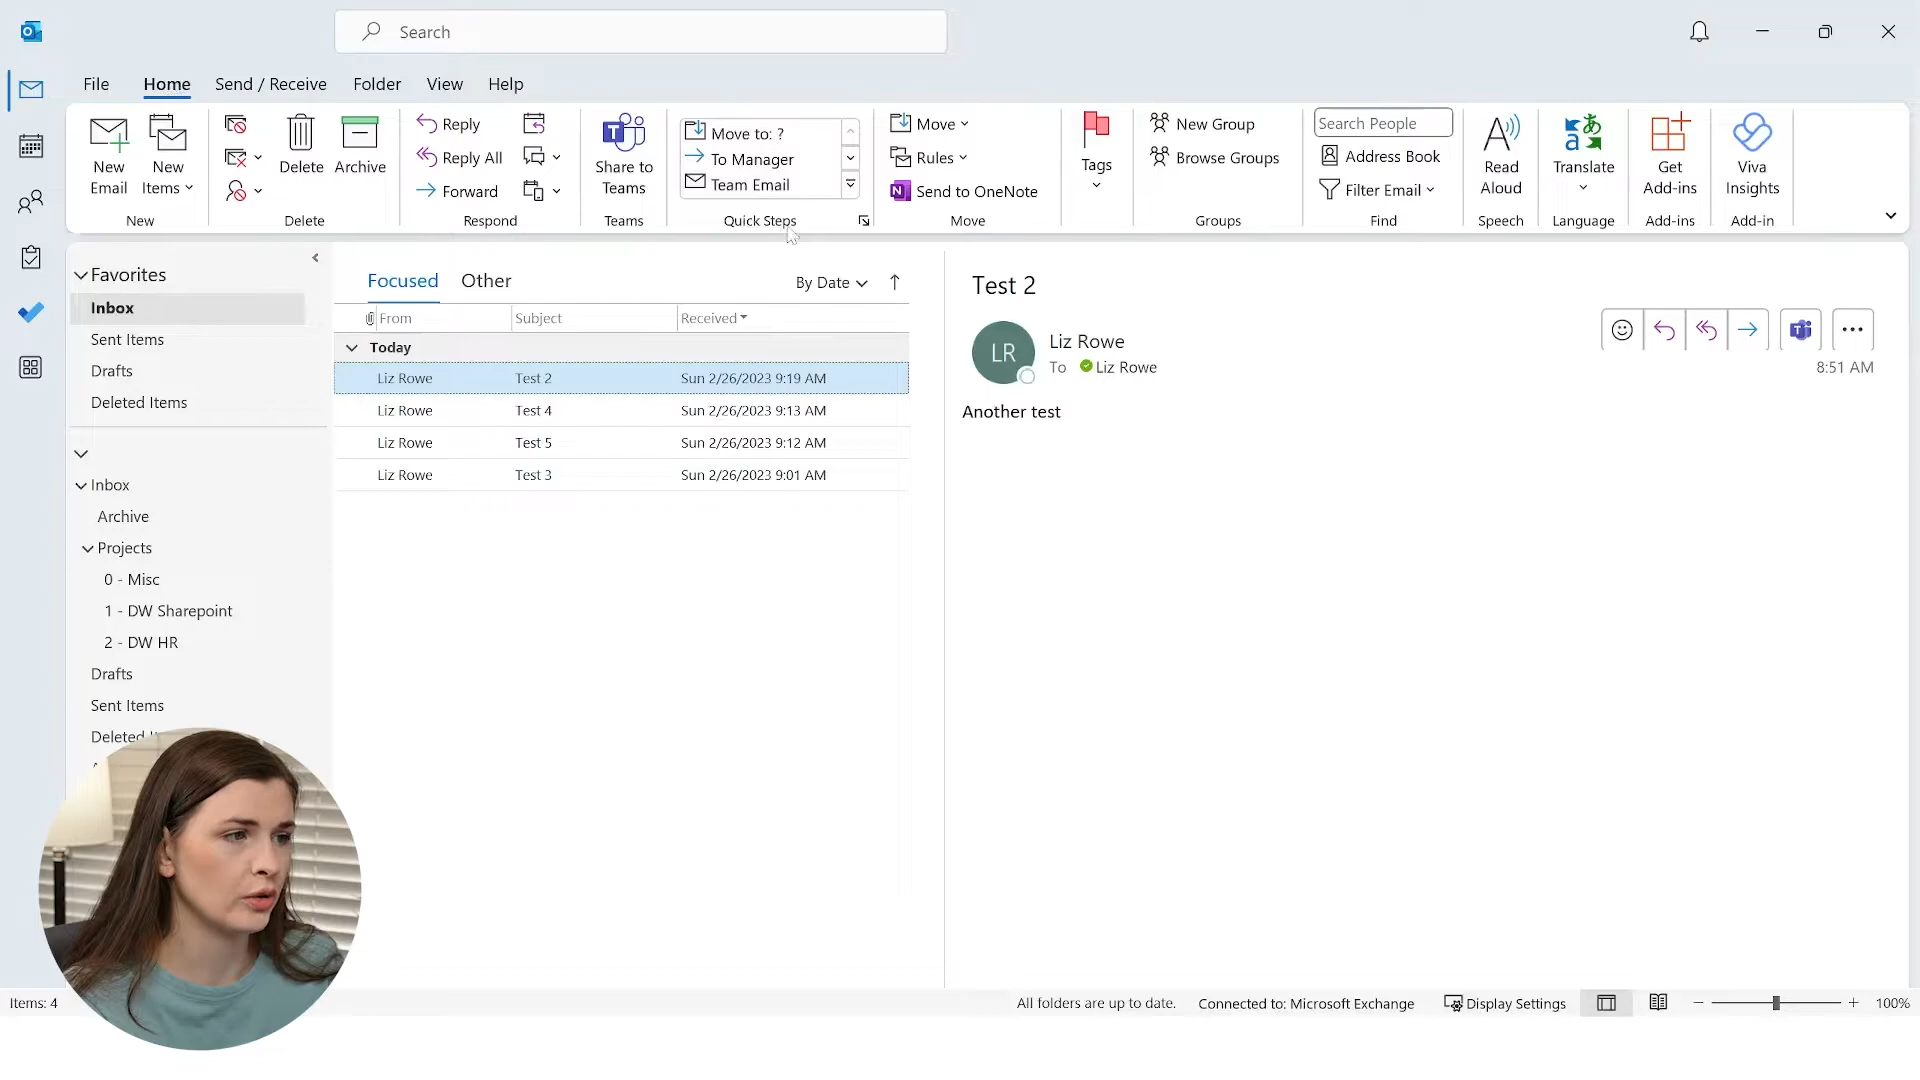 Search
File Home Send / Receive Folder View Help
New Email
New Items
New
Delete
Archive
Delete
Reply
Reply All
Forward
Respond
Share to Teams
Teams
Move to: ?
To Manager
Team Email
Quick Steps
Move
Rules
Send to OneNote
Move
Tags
New Group
Browse Groups
Groups
Search People
Address Book
Filter Email
Find
Read Aloud
Speech
Translate
Language
Get Add-ins
Add-ins
Viva Insights
Add-in
Favorites
Inbox
Sent Items
Drafts
Deleted Items
Inbox
Archive
Projects
0 - Misc
1 - DW Sharepoint
2 - DW HR
Drafts
Sent Items
Deleted
Focused Other By Date
From Subject Received
Today
Liz Rowe Test 2 Sun 2/26/2023 9:19 AM
Liz Rowe Test 4 Sun 2/26/2023 9:13 AM
Liz Rowe Test 5 Sun 2/26/2023 9:12 AM
Liz Rowe Test 3 Sun 2/26/2023 9:01 AM
Test 2
LR
Liz Rowe
To Liz Rowe
8:51 AM
Another test
Items: 4
All folders are up to date. Connected to: Microsoft Exchange Display Settings 100%